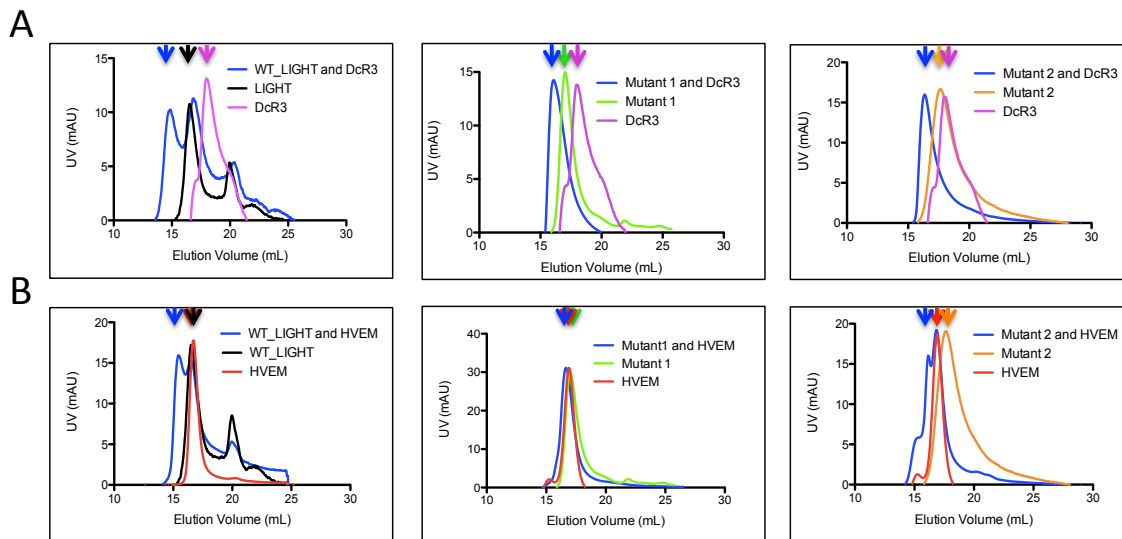 A
UV (mAU)
15
10
5
0
10
15
20
25
30
Elution Volume (mL)
WT_LIGHT and DcR3
LIGHT
DcR3
UV (mAU)
15
10
5
0
10
15
20
25
30
Elution Volume (mL)
Mutant 1 and DcR3
Mutant 1
DcR3
UV (mAU)
20
15
10
5
0
10
15
20
25
30
Elution Volume (mL)
Mutant 2 and DcR3
Mutant 2
DcR3
B
UV (mAU)
20
15
10
5
0
10
15
20
25
30
Elution Volume (mL)
WT_LIGHT and HVEM
WT_LIGHT
HVEM
UV (mAU)
40
30
20
10
0
10
15
20
25
30
Elution Volume (mL)
Mutant1 and HVEM
Mutant 1
HVEM
UV (mAU)
20
15
10
5
0
10
15
20
25
30
Elution Volume (mL)
Mutant 2 and HVEM
Mutant 2
HVEM